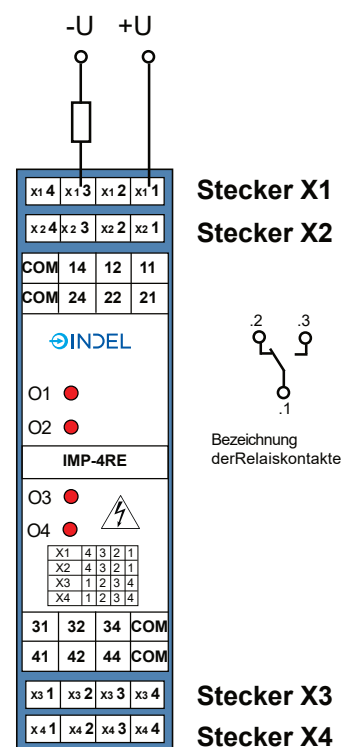 -U +U
x1 4 x1 3 x1 2 x1 1 Stecker X1
x2 4 x2 3 x2 2 x2 1 Stecker X2
COM 14 12 11
COM 24 22 21
INDEL
.2 .3
.1
O1
O2
Bezeichnung
derRelaiskontakte
IMP-4RE
O3
O4
X1 4 3 2 1
X2 4 3 2 1
X3 1 2 3 4
X4 1 2 3 4
31 32 34 COM
41 42 44 COM
x3 1 x3 2 x3 3 x3 4 Stecker X3
x4 1 x4 2 x4 3 x4 4 Stecker X4